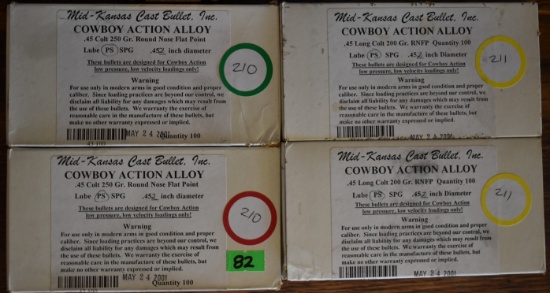 Mid-Kansas Cast Bullet, Inc.
COWBOY ACTION ALLOY
.45 Colt 250 Gr. Round Nose Flat Point
Lube PS SPG .452 inch diameter
These bullets are designed for Cowboy Action
low pressure, low velocity loadings only!
Warning
For use only in modern arms in good condition and proper
caliber. Since loading practices are beyond our control, we
disclaim all liability for any damages which may result from
the use of these bullets. We warranty the exercise of
reasonable care in the manufacture of these bullets, but
make no other warranty expressed or implied.
MAY 24 2001 Quantity 100
210
Mid-Kansas Cast Bullet, Inc.
COWBOY ACTION ALLOY
.45 Long Colt 200 Gr. RNFP Quantity 100
Lube PS SPG .452 inch diameter
These bullets are designed for Cowboy Action
low pressure, low velocity loadings only!
Warning
For use only in modern arms in good condition and proper
caliber. Since loading practices are beyond our control, we
disclaim all liability for any damages which may result from
the use of these bullets. We warranty the exercise of
reasonable care in the manufacture of these bullets, but
make no other warranty expressed or implied.
MAY 24 2001
211
Mid-Kansas Cast Bullet, Inc.
COWBOY ACTION ALLOY
.45 Colt 250 Gr. Round Nose Flat Point
Lube PS SPG .452 inch diameter
These bullets are designed for Cowboy Action
low pressure, low velocity loadings only!
Warning
For use only in modern arms in good condition and proper
caliber. Since loading practices are beyond our control, we
disclaim all liability for any damages which may result from
the use of these bullets. We warranty the exercise of
reasonable care in the manufacture of these bullets, but
make no other warranty expressed or implied.
MAY 24 2001 Quantity 100
210
82
Mid-Kansas Cast Bullet, Inc.
COWBOY ACTION ALLOY
.45 Long Colt 200 Gr. RNFP Quantity 100
Lube PS SPG .452 inch Diameter
These bullets are designed for Cowboy Action
low pressure, low velocity loadings only!
Warning
For use only in modern arms in good condition and proper
caliber. Since loading practices are beyond our control, we
disclaim all liability for any damages which may result from
the use of these bullets. We warranty the exercise of
reasonable care in the manufacture of these bullets, but
make no other warranty expressed or implied.
MAY 24 2001
211